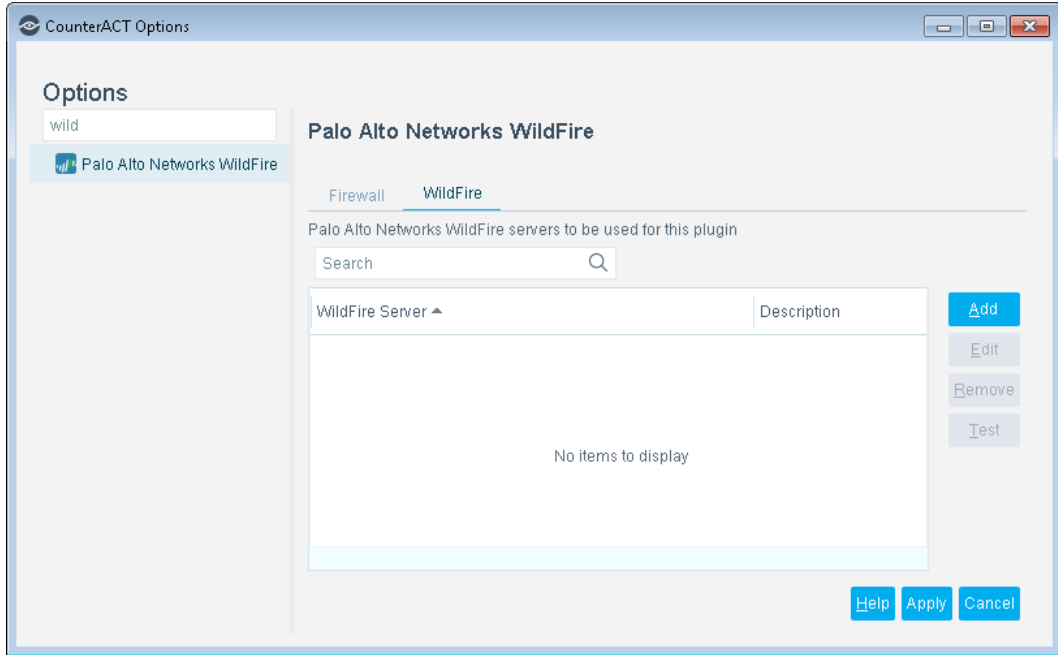 CounterACT Options
Options
wild
Palo Alto Networks WildFire
Palo Alto Networks WildFire
Firewall WildFire
Palo Alto Networks WildFire servers to be used for this plugin
Search
WildFire Server Description
Add
Edit
Remove
Test
No items to display
Help Apply Cancel